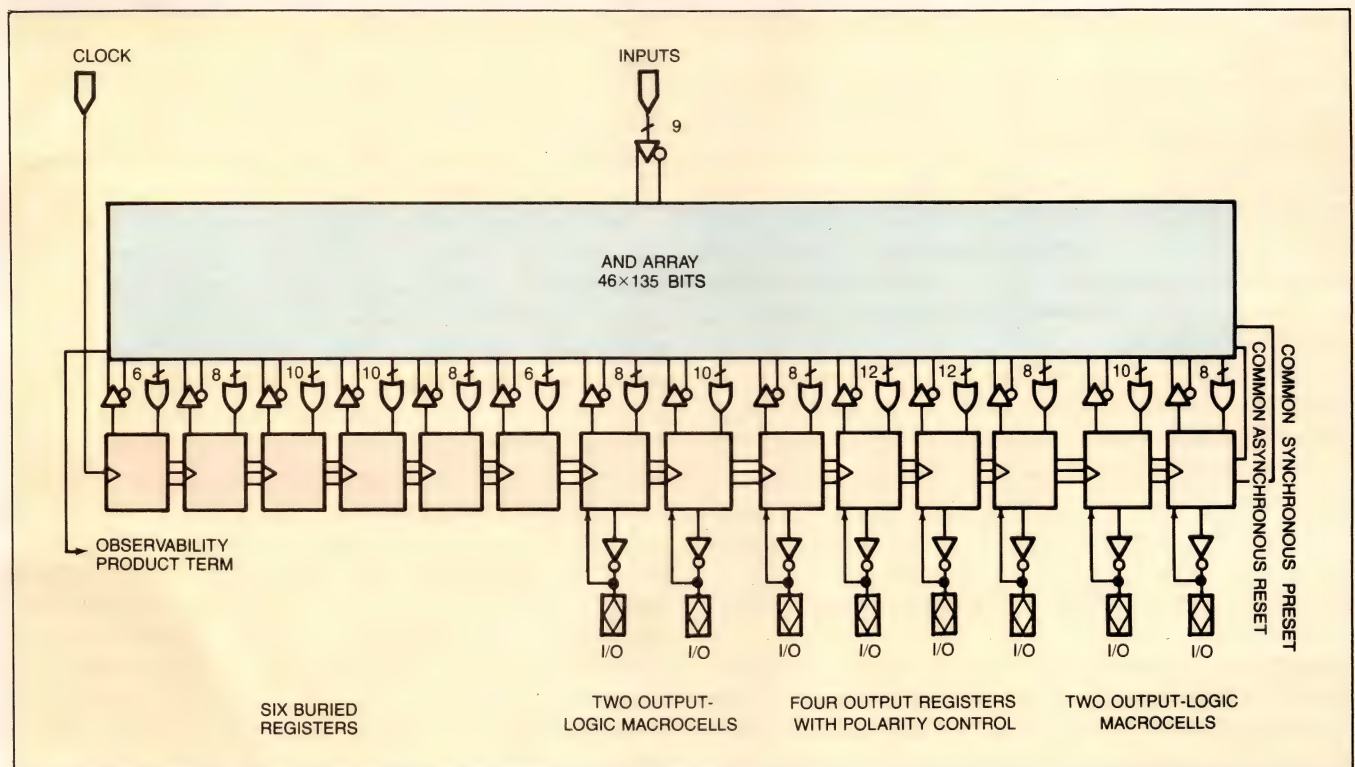 CLOCK
INPUTS
9
AND ARRAY
46×135 BITS
6 8 10 10 8 6 8 10 8 12 12 8 10 8
COMMON ASYNCHRONOUS RESET
COMMON SYNCHRONOUS PRESET
OBSERVABILITY
PRODUCT TERM
I/O I/O I/O I/O I/O I/O I/O I/O
SIX BURIED
REGISTERS
TWO OUTPUT-
LOGIC MACROCELLS
FOUR OUTPUT REGISTERS
WITH POLARITY CONTROL
TWO OUTPUT-LOGIC
MACROCELLS